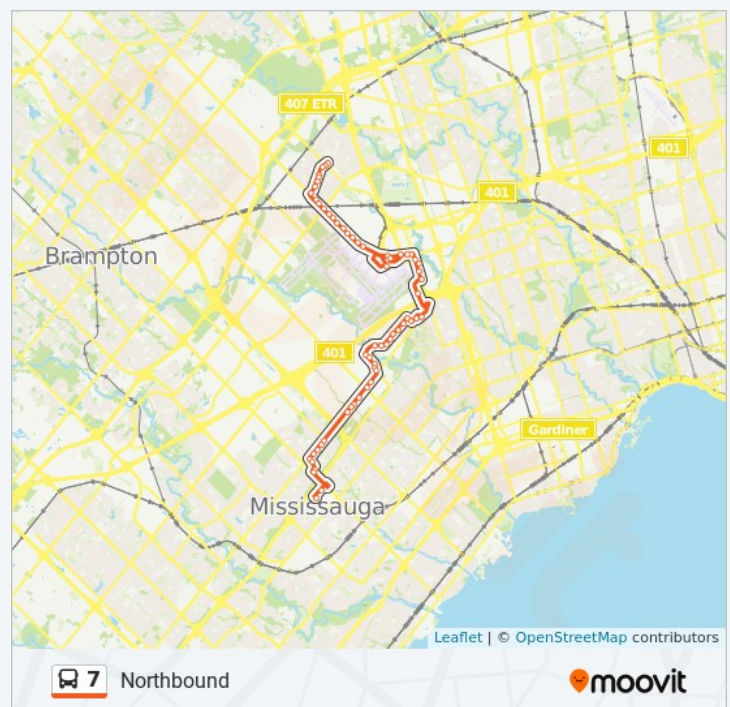 407 ETR
401
401
Brampton
401
Gardiner
Mississauga
Leaflet | © OpenStreetMap contributors
7 Northbound
moovit